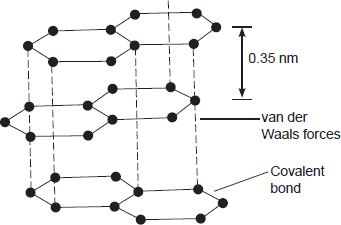 0.35 nm
van der
Waals forces
Covalent
bond